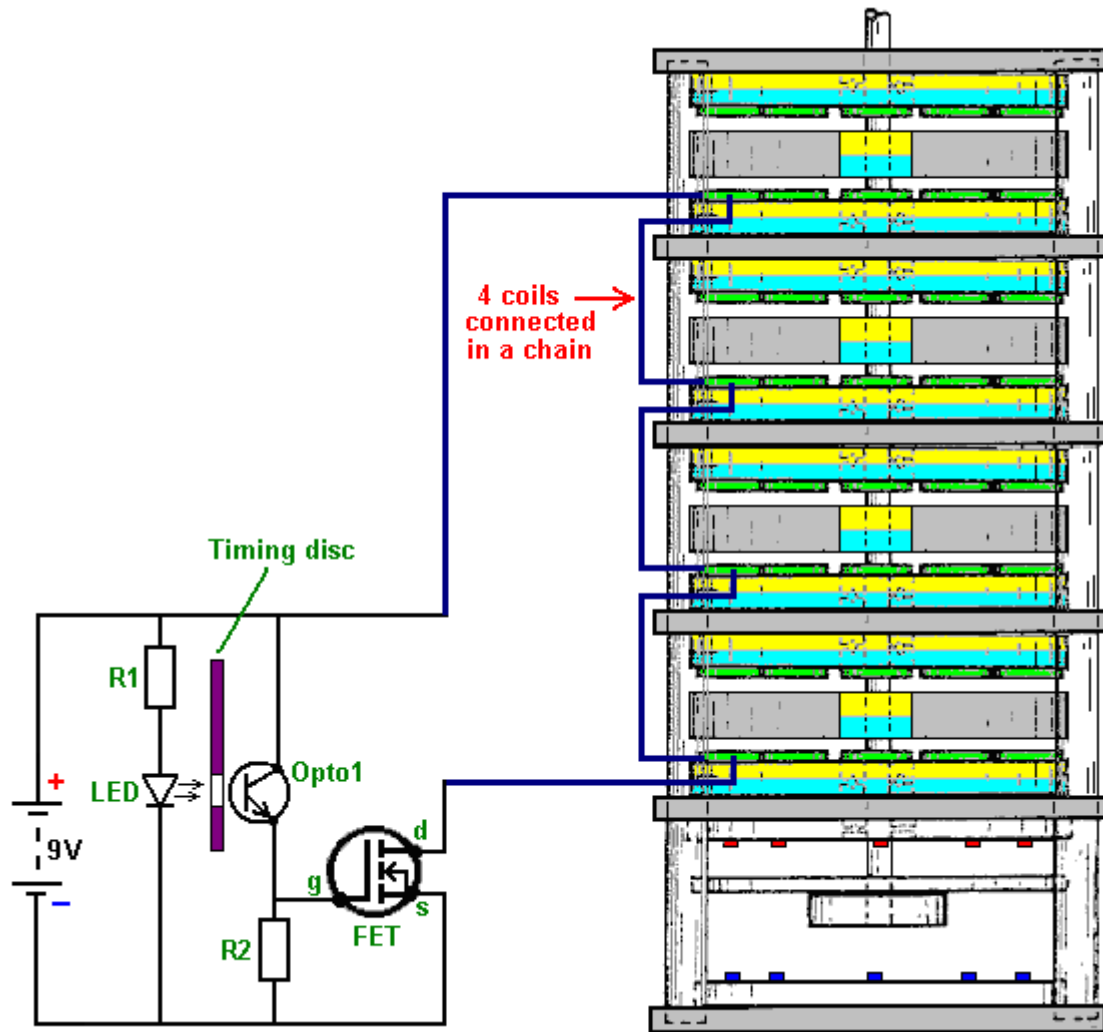 4 coils
connected
in a chain
Timing disc
R1
+
LED
Opto1
9V
–
d
g
s
FET
R2